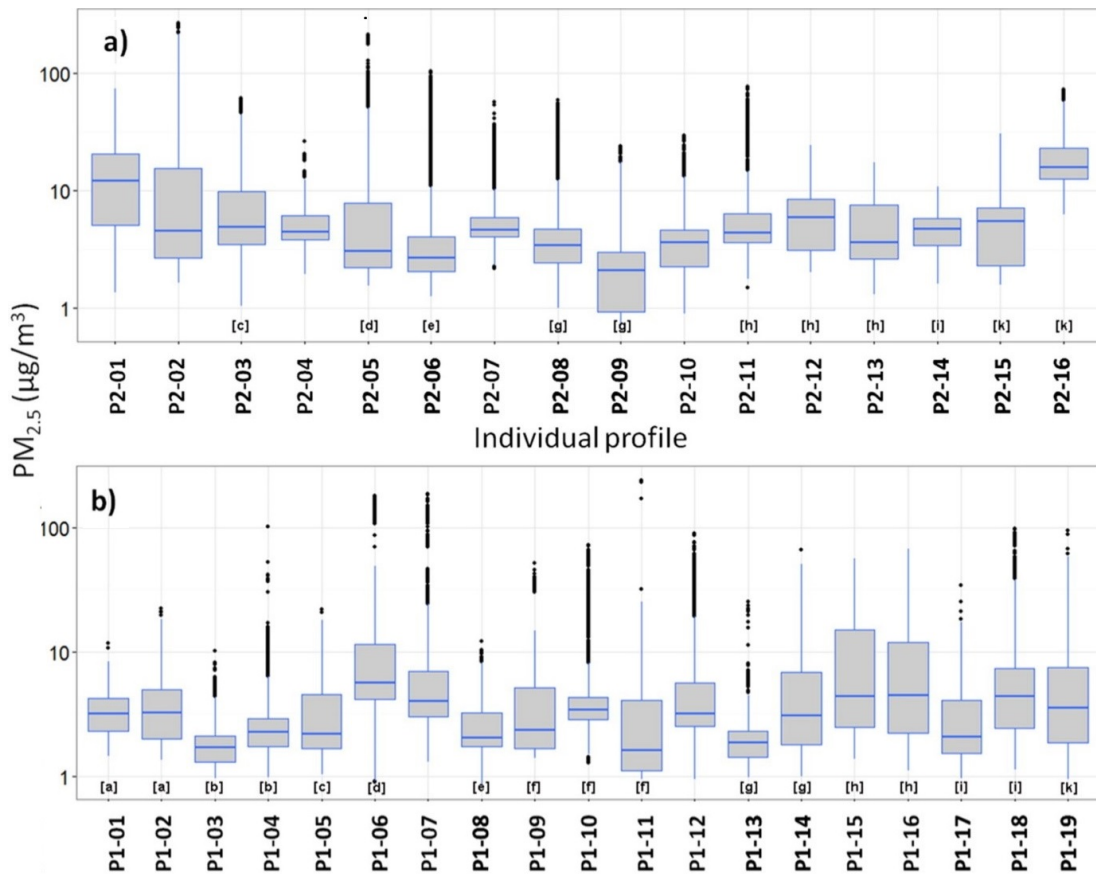 a)
100
10
1
[c] [d] [e] [g] [g] [h] [h] [h] [i] [k] [k]
P2-01 P2-02 P2-03 P2-04 P2-05 P2-06 P2-07 P2-08 P2-09 P2-10 P2-11 P2-12 P2-13 P2-14 P2-15 P2-16
Individual profile
PM2.5 (µg/m³)
b)
100
10
1
[a] [a] [b] [b] [c] [d] [e] [f] [f] [f] [g] [g] [h] [h] [i] [i] [k]
P1-01 P1-02 P1-03 P1-04 P1-05 P1-06 P1-07 P1-08 P1-09 P1-10 P1-11 P1-12 P1-13 P1-14 P1-15 P1-16 P1-17 P1-18 P1-19